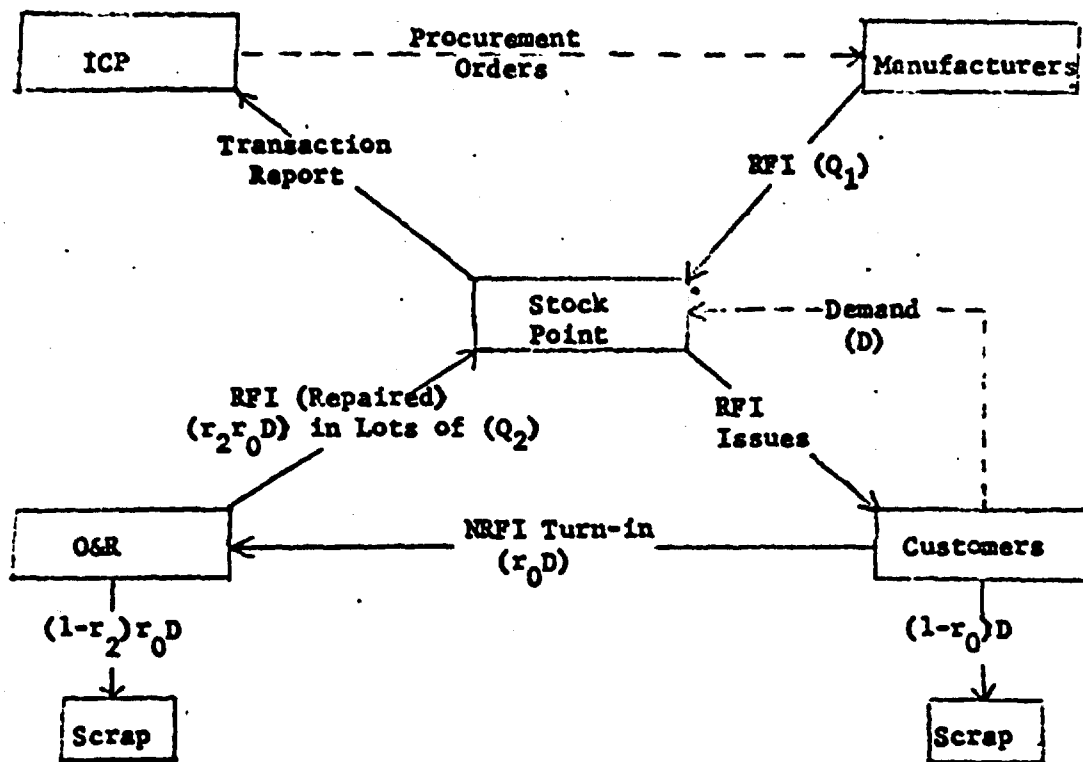 ICP
Procurement
Orders
Manufacturers
Transaction
Report
RFI (Q₁)
Stock
Point
Demand
(D)
RFI (Repaired)
(r₂r₀D) in Lots of (Q₂)
RFI
Issues
O&R
NRFI Turn-in
(r₀D)
Customers
(1-r₂)r₀D
(1-r₀)D
Scrap
Scrap